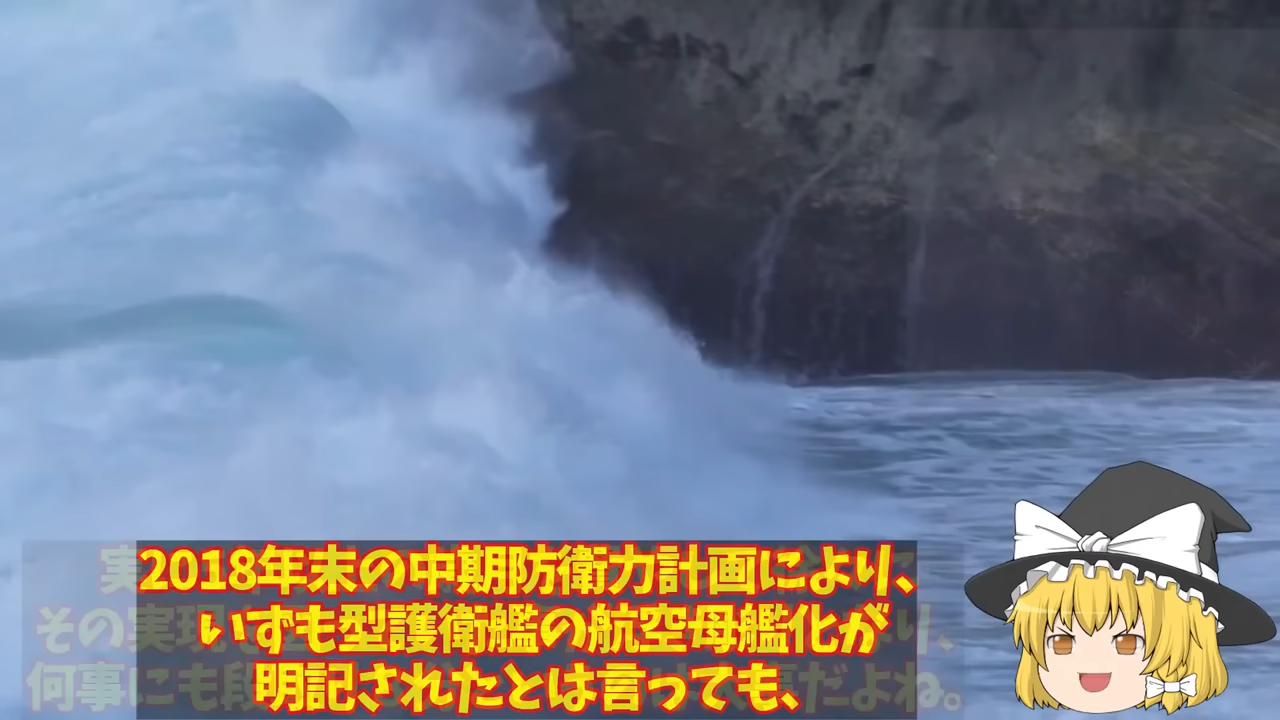 2018年末の中期防衛力計画により、
いずも型護衛艦の航空母艦化が
明記されたとは言っても、